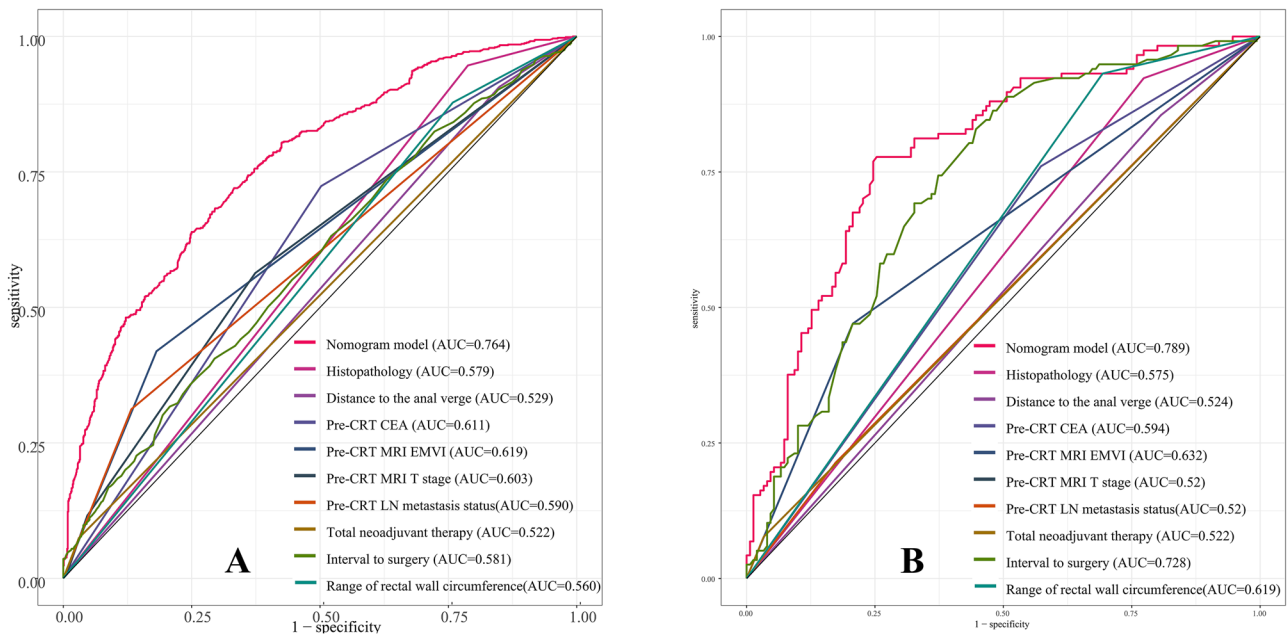 1.00
0.75
0.50
sensitivity
0.25
0.00
Nomogram model (AUC=0.764)
Histopathology (AUC=0.579)
Distance to the anal verge (AUC=0.529)
Pre-CRT CEA (AUC=0.611)
Pre-CRT MRI EMVI (AUC=0.619)
Pre-CRT MRI T stage (AUC=0.603)
Pre-CRT LN metastasis status(AUC=0.590)
Total neoadjuvant therapy (AUC=0.522)
Interval to surgery (AUC=0.581)
Range of rectal wall circumference(AUC=0.560)
A
0.00 0.25 0.50 0.75 1.00
1 − specificity
1.00
0.75
0.50
sensitivity
0.25
0.00
Nomogram model (AUC=0.789)
Histopathology (AUC=0.575)
Distance to the anal verge (AUC=0.524)
Pre-CRT CEA (AUC=0.594)
Pre-CRT MRI EMVI (AUC=0.632)
Pre-CRT MRI T stage (AUC=0.52)
Pre-CRT LN metastasis status(AUC=0.52)
Total neoadjuvant therapy (AUC=0.522)
Interval to surgery (AUC=0.728)
Range of rectal wall circumference(AUC=0.619)
B
0.00 0.25 0.50 0.75 1.00
1 − specificity